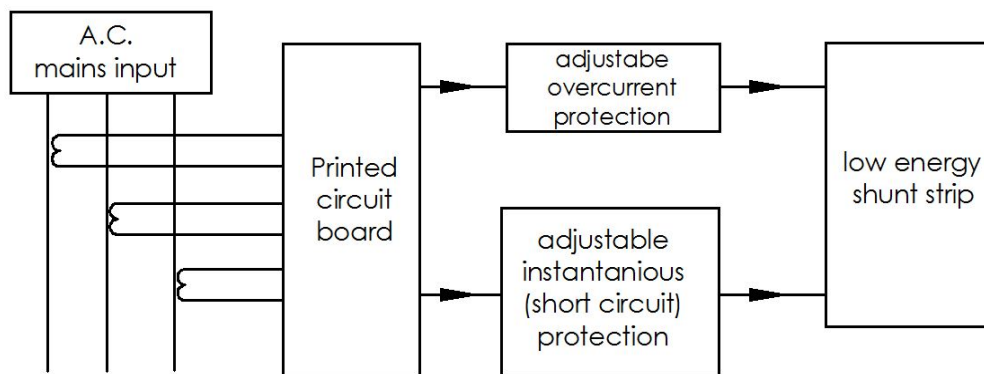 A.C.
mains input
Printed
circuit
board
adjustabe
overcurrent
protection
adjustable
instantanious
(short circuit)
protection
low energy
shunt strip